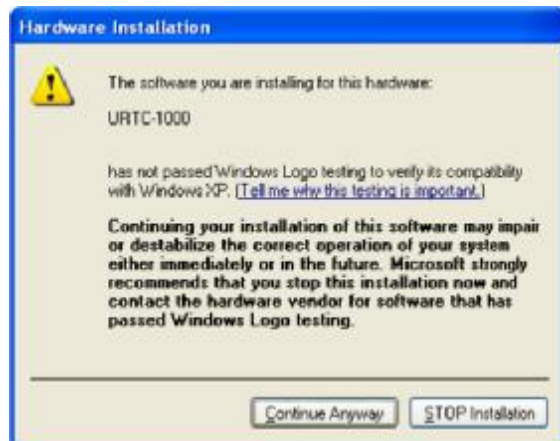 Hardware Installation
The software you are installing for this hardware:
URTC-1000
has not passed Windows Logo testing to verify its compatibility
with Windows XP. (Tell me why this testing is important.)
Continuing your installation of this software may impair
or destabilize the correct operation of your system
either immediately or in the future. Microsoft strongly
recommends that you stop this installation now and
contact the hardware vendor for software that has
passed Windows Logo testing.
Continue Anyway
STOP Installation